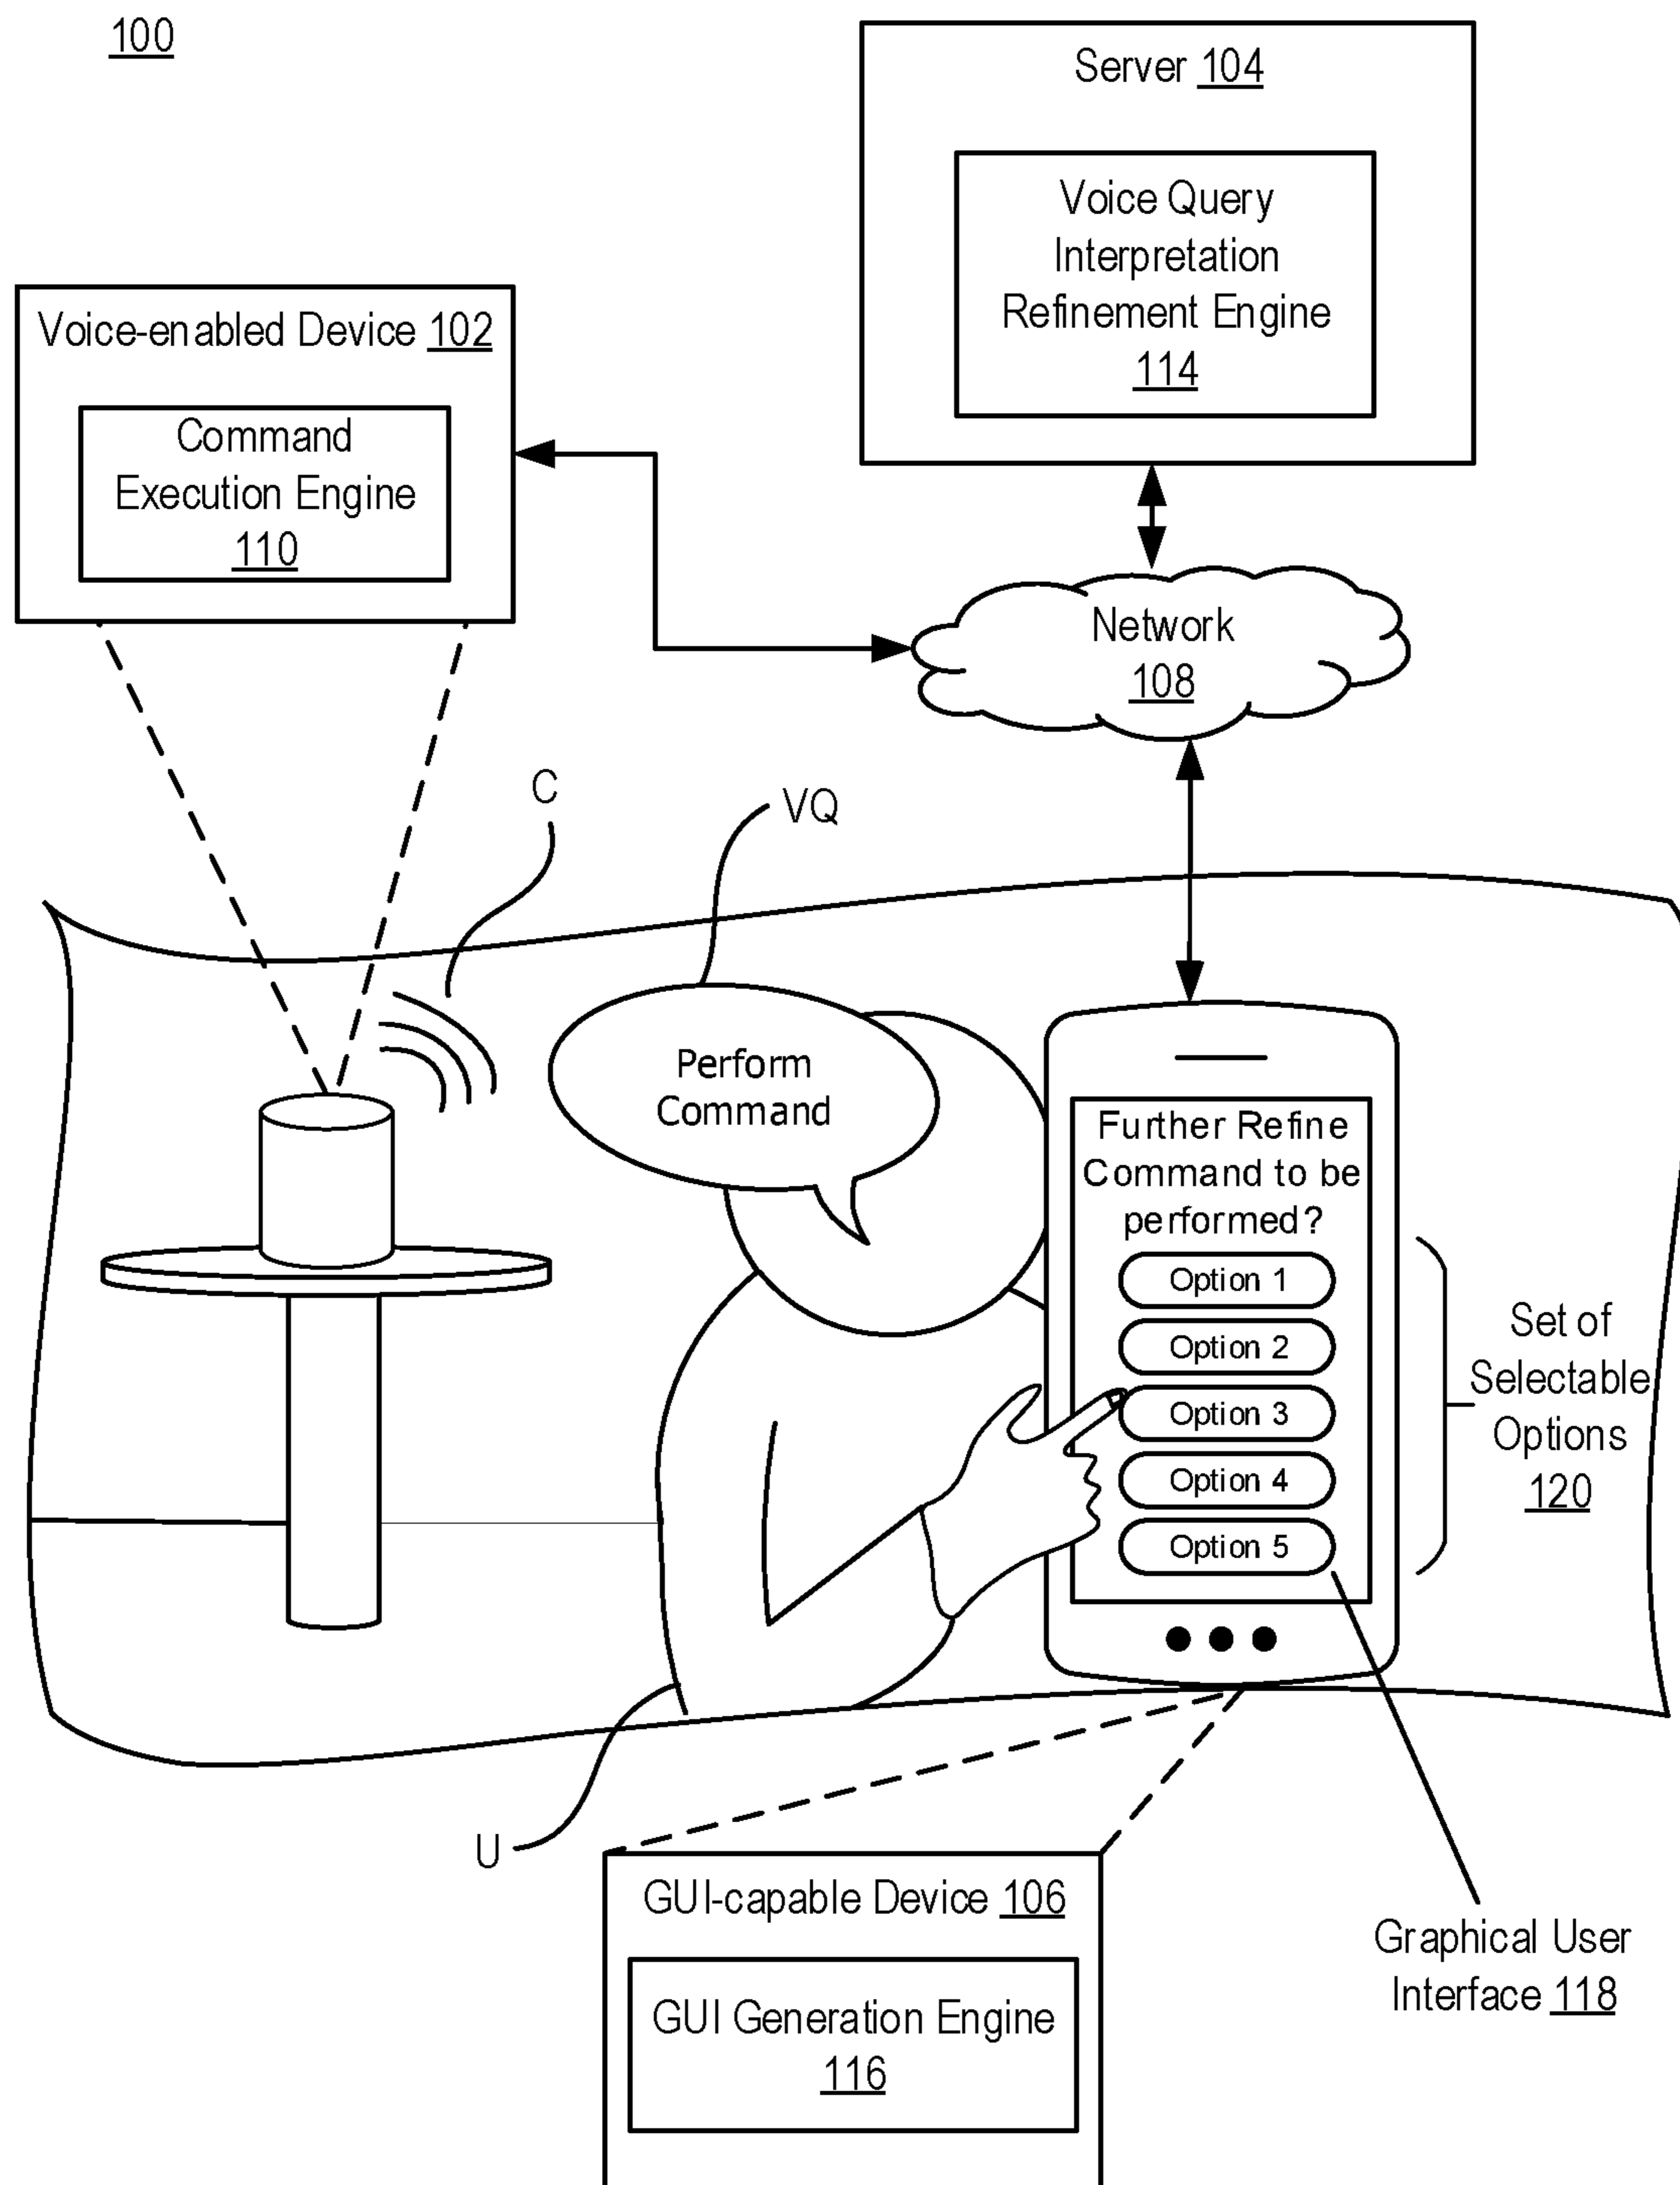 100
Server 104
Voice Query
Interpretation
Refinement Engine
114
Voice-enabled Device 102
Command
Execution Engine
110
Network
108
C
VQ
Perform
Command
Further Refine
Command to be
performed?
Option 1
Option 2
Option 3
Option 4
Option 5
Set of
Selectable
Options
120
U
GUI-capable Device 106
GUI Generation Engine
116
Graphical User
Interface 118